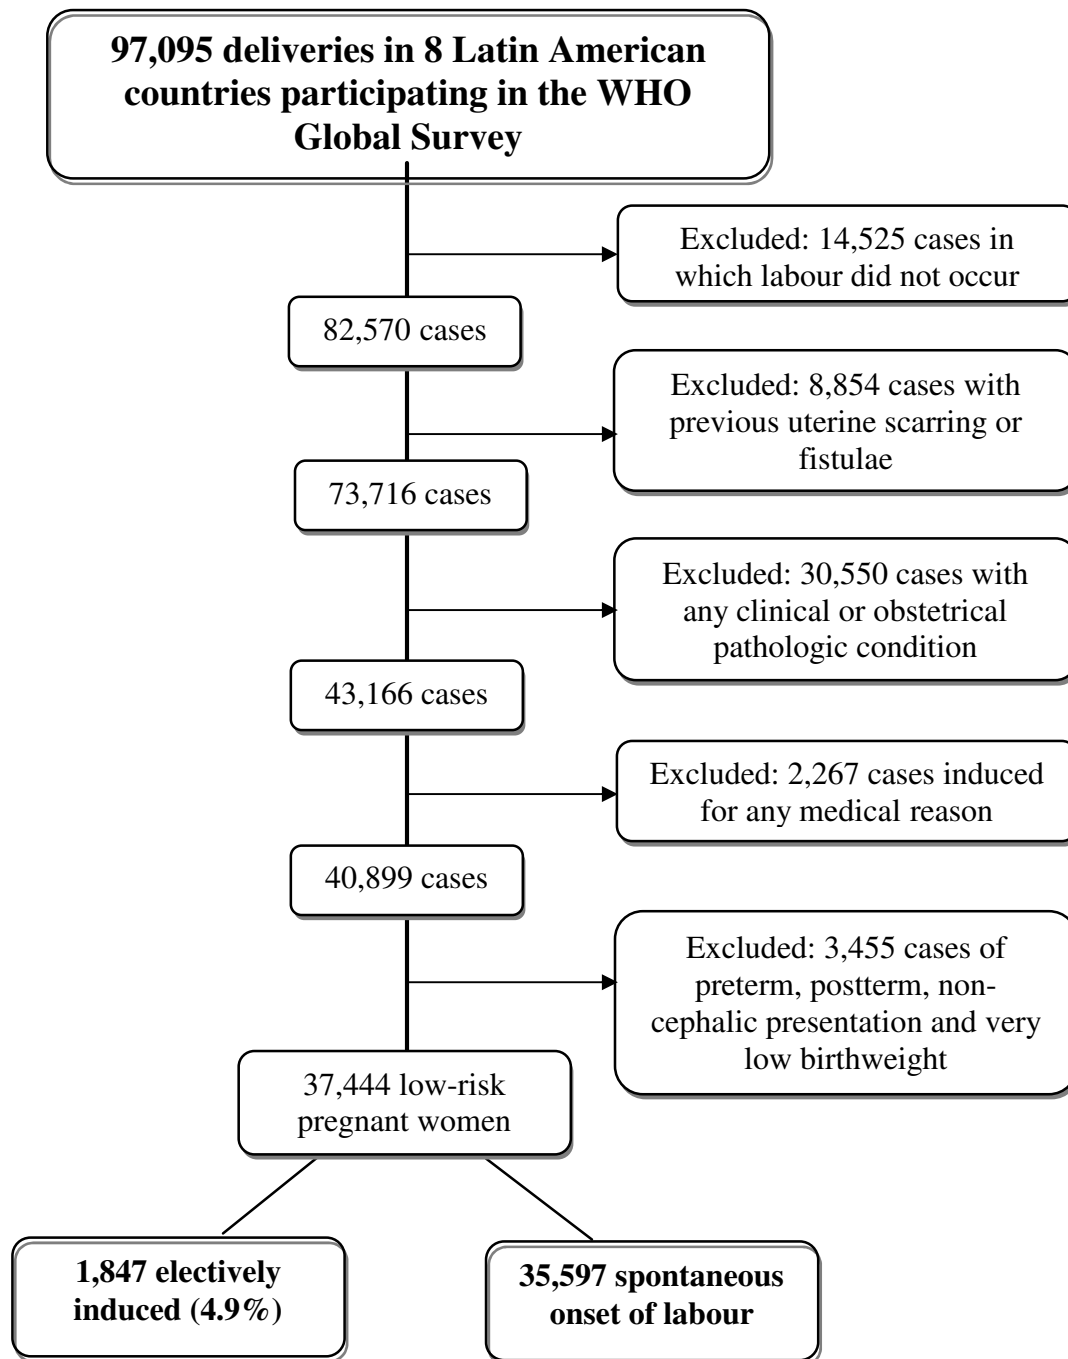 97,095 deliveries in 8 Latin American
countries participating in the WHO
Global Survey
Excluded: 14,525 cases in
which labour did not occur
82,570 cases
Excluded: 8,854 cases with
previous uterine scarring or
fistulae
73,716 cases
Excluded: 30,550 cases with
any clinical or obstetrical
pathologic condition
43,166 cases
Excluded: 2,267 cases induced
for any medical reason
40,899 cases
Excluded: 3,455 cases of
preterm, postterm, non-
cephalic presentation and very
low birthweight
37,444 low-risk
pregnant women
1,847 electively
induced (4.9%)
35,597 spontaneous
onset of labour